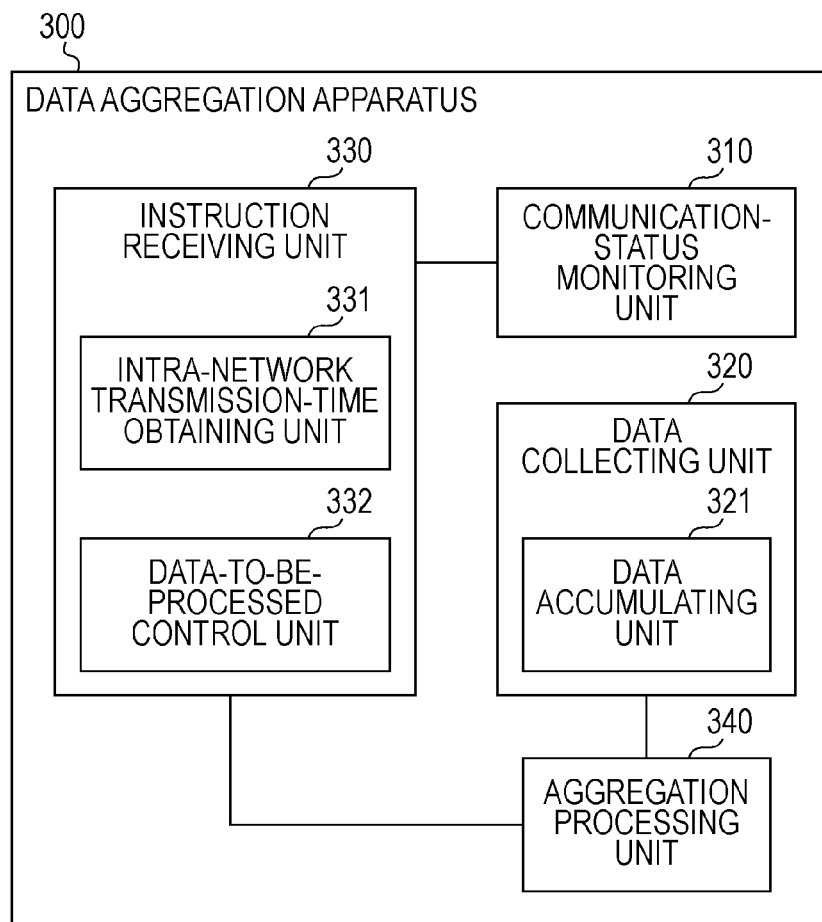 300
DATA AGGREGATION APPARATUS
330
INSTRUCTION
RECEIVING UNIT
331
INTRA-NETWORK
TRANSMISSION-TIME
OBTAINING UNIT
332
DATA-TO-BE-
PROCESSED
CONTROL UNIT
310
COMMUNICATION-
STATUS
MONITORING
UNIT
320
DATA
COLLECTING UNIT
321
DATA
ACCUMULATING
UNIT
340
AGGREGATION
PROCESSING
UNIT